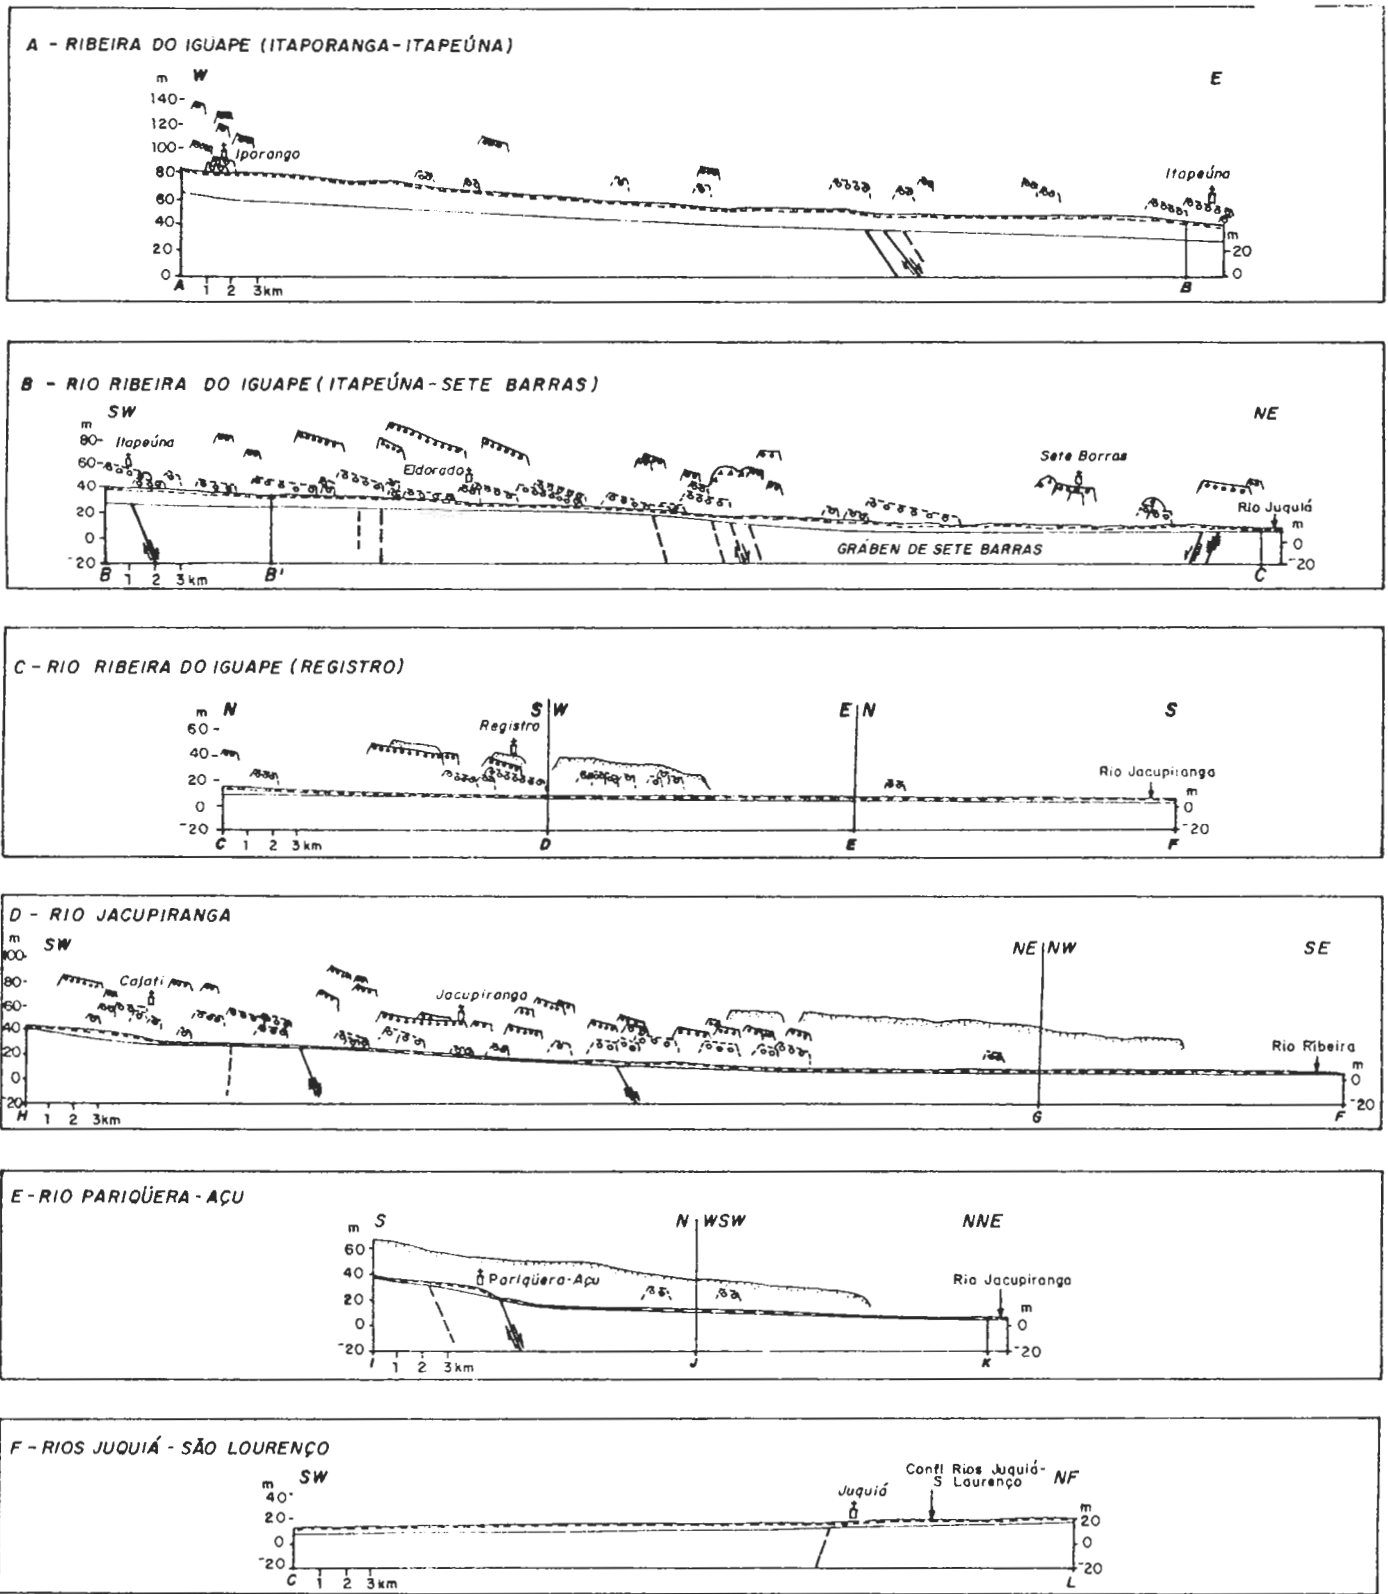 A - RIBEIRA DO IGUAPE (ITAPORANGA-ITAPEÚNA)
m W E
140
120
100
80
60
40
20
0
Iporanga
Itapeúna
m
20
0
A 1 2 3km B
B - RIO RIBEIRA DO IGUAPE (ITAPEÚNA-SETE BARRAS)
SW NE
m
80
60
40
20
0
-20
Itapeúna
Eldorado
Sete Barras
Rio Juquiá
m
0
-20
GRÁBEN DE SETE BARRAS
B 1 2 3km B' C
C - RIO RIBEIRA DO IGUAPE (REGISTRO)
m N S W E N S
60
40
20
0
-20
Registro
Rio Jacupiranga
m
0
-20
C 1 2 3km D E F
D - RIO JACUPIRANGA
m SW NE NW SE
100
80
60
40
20
0
-20
Cajati
Jacupiranga
Rio Ribeira
m
0
-20
H 1 2 3km G F
E - RIO PARIQÜERA-AÇU
m S N WSW NNE
60
40
20
0
-20
Pariqüera-Açu
Rio Jacupiranga
m
0
-20
I 1 2 3km J K
F - RIOS JUQUIÁ - SÃO LOURENÇO
m SW NF
40
20
0
-20
Juquiá
Confl Rios Juquiá-
S Lourenço
m
20
0
-20
C 1 2 3km L